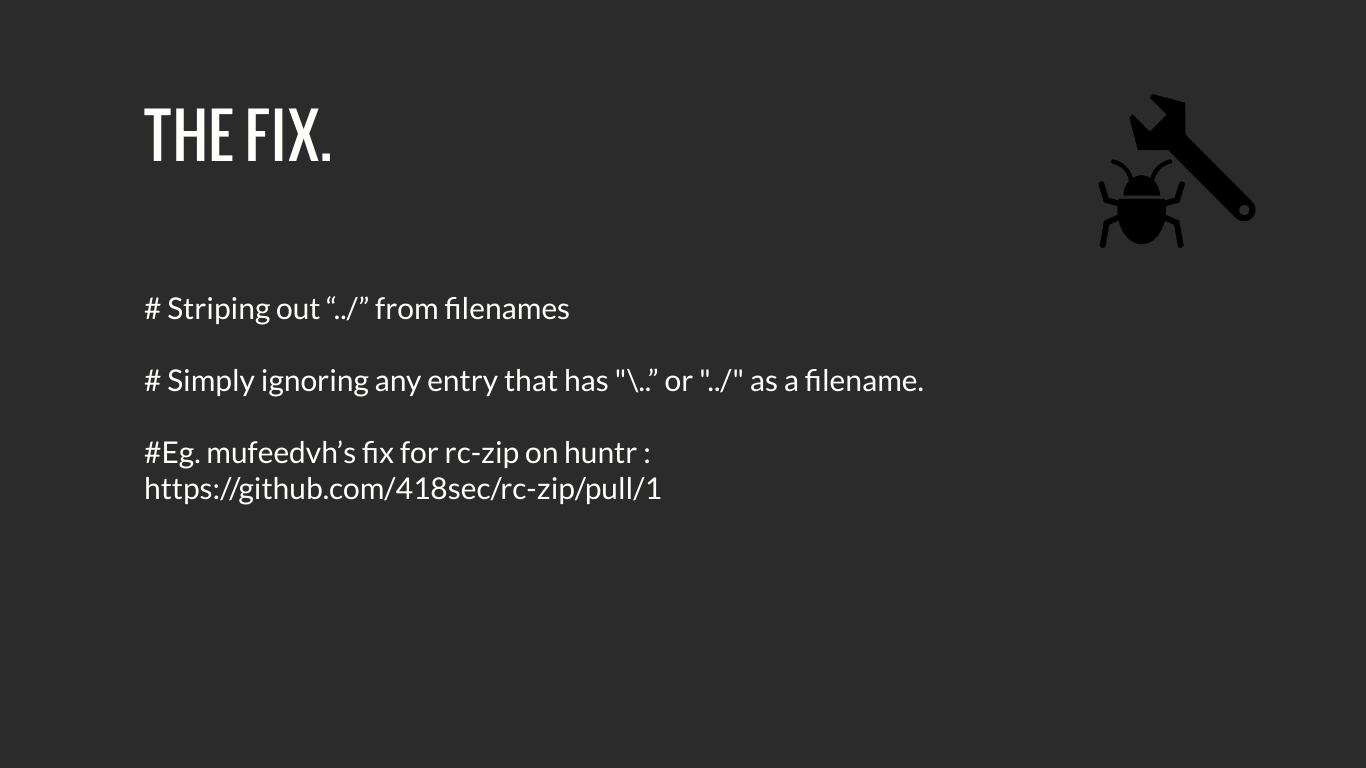 THE FIX.
# Striping out “../” from filenames
# Simply ignoring any entry that has "\..” or "../" as a filename.
#Eg. mufeedvh’s fix for rc-zip on huntr :
https://github.com/418sec/rc-zip/pull/1